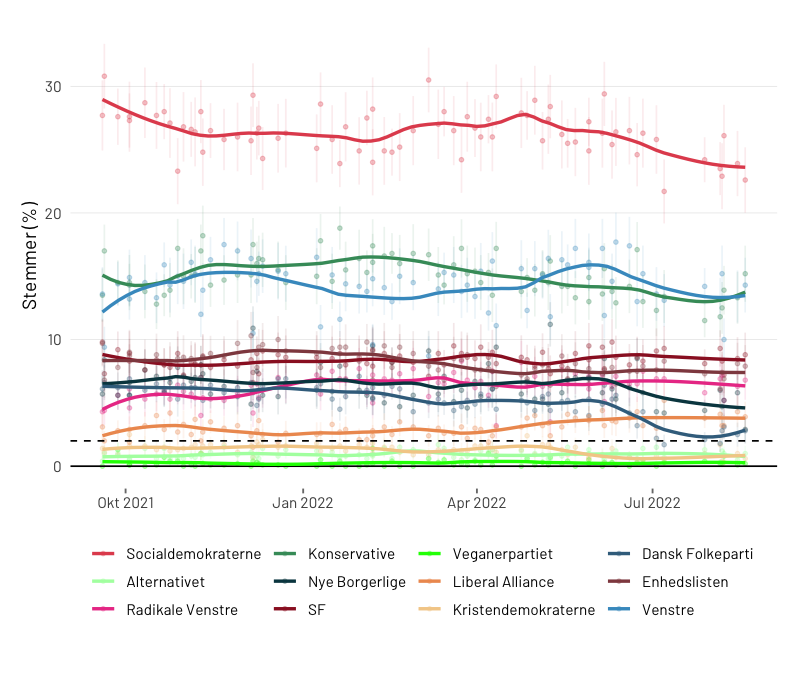 Stemmer(%)
30
20
10
0
Okt 2021 Jan 2022 Apr 2022 Jul 2022
Socialdemokraterne Konservative Veganerpartiet Dansk Folkeparti
Alternativet Nye Borgerlige Liberal Alliance Enhedslisten
Radikale Venstre SF Kristendemokraterne Venstre